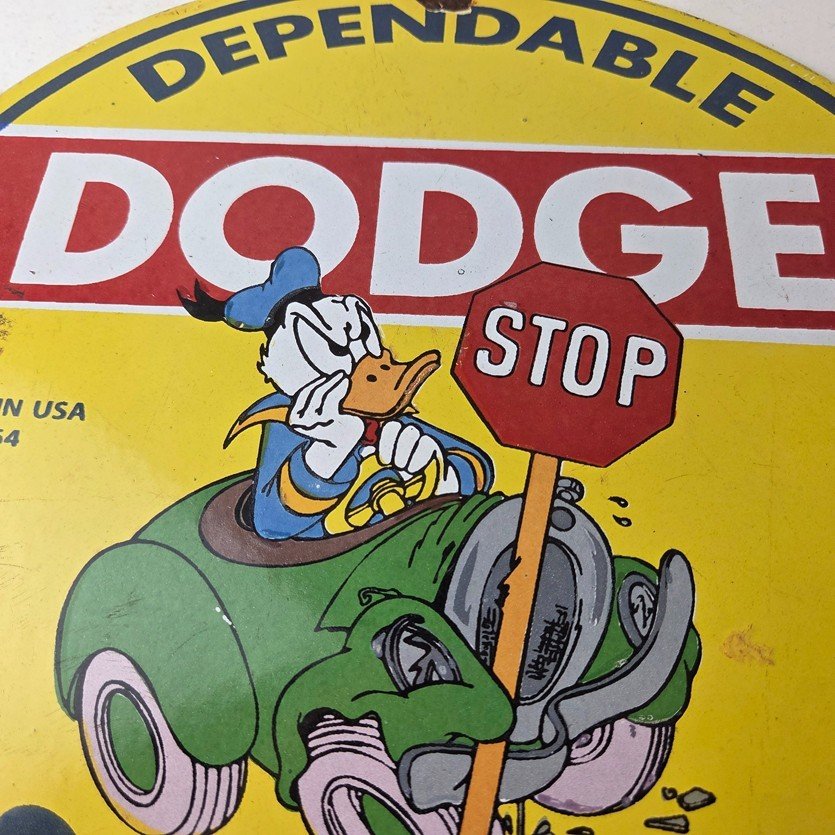 DEPENDABLE
DODGE
STOP
IN USA
54